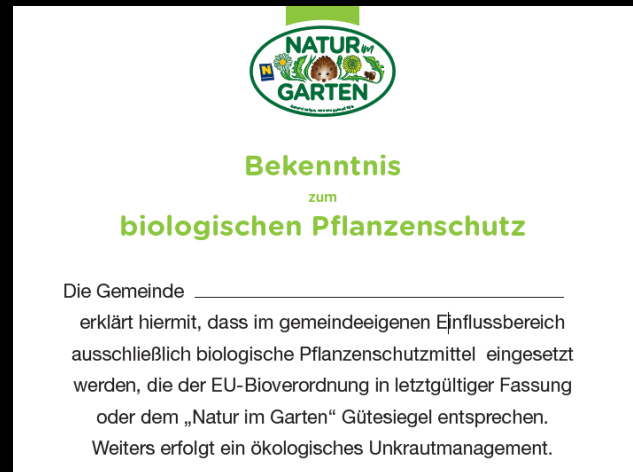 NATUR im
GARTEN
Bekenntnis
zum
biologischen Pflanzenschutz
Die Gemeinde
erklärt hiermit, dass im gemeindeeigenen Einflussbereich
ausschließlich biologische Pflanzenschutzmittel eingesetzt
werden, die der EU-Bioverordnung in letztgültiger Fassung
oder dem „Natur im Garten“ Gütesiegel entsprechen.
Weiters erfolgt ein ökologisches Unkrautmanagement.